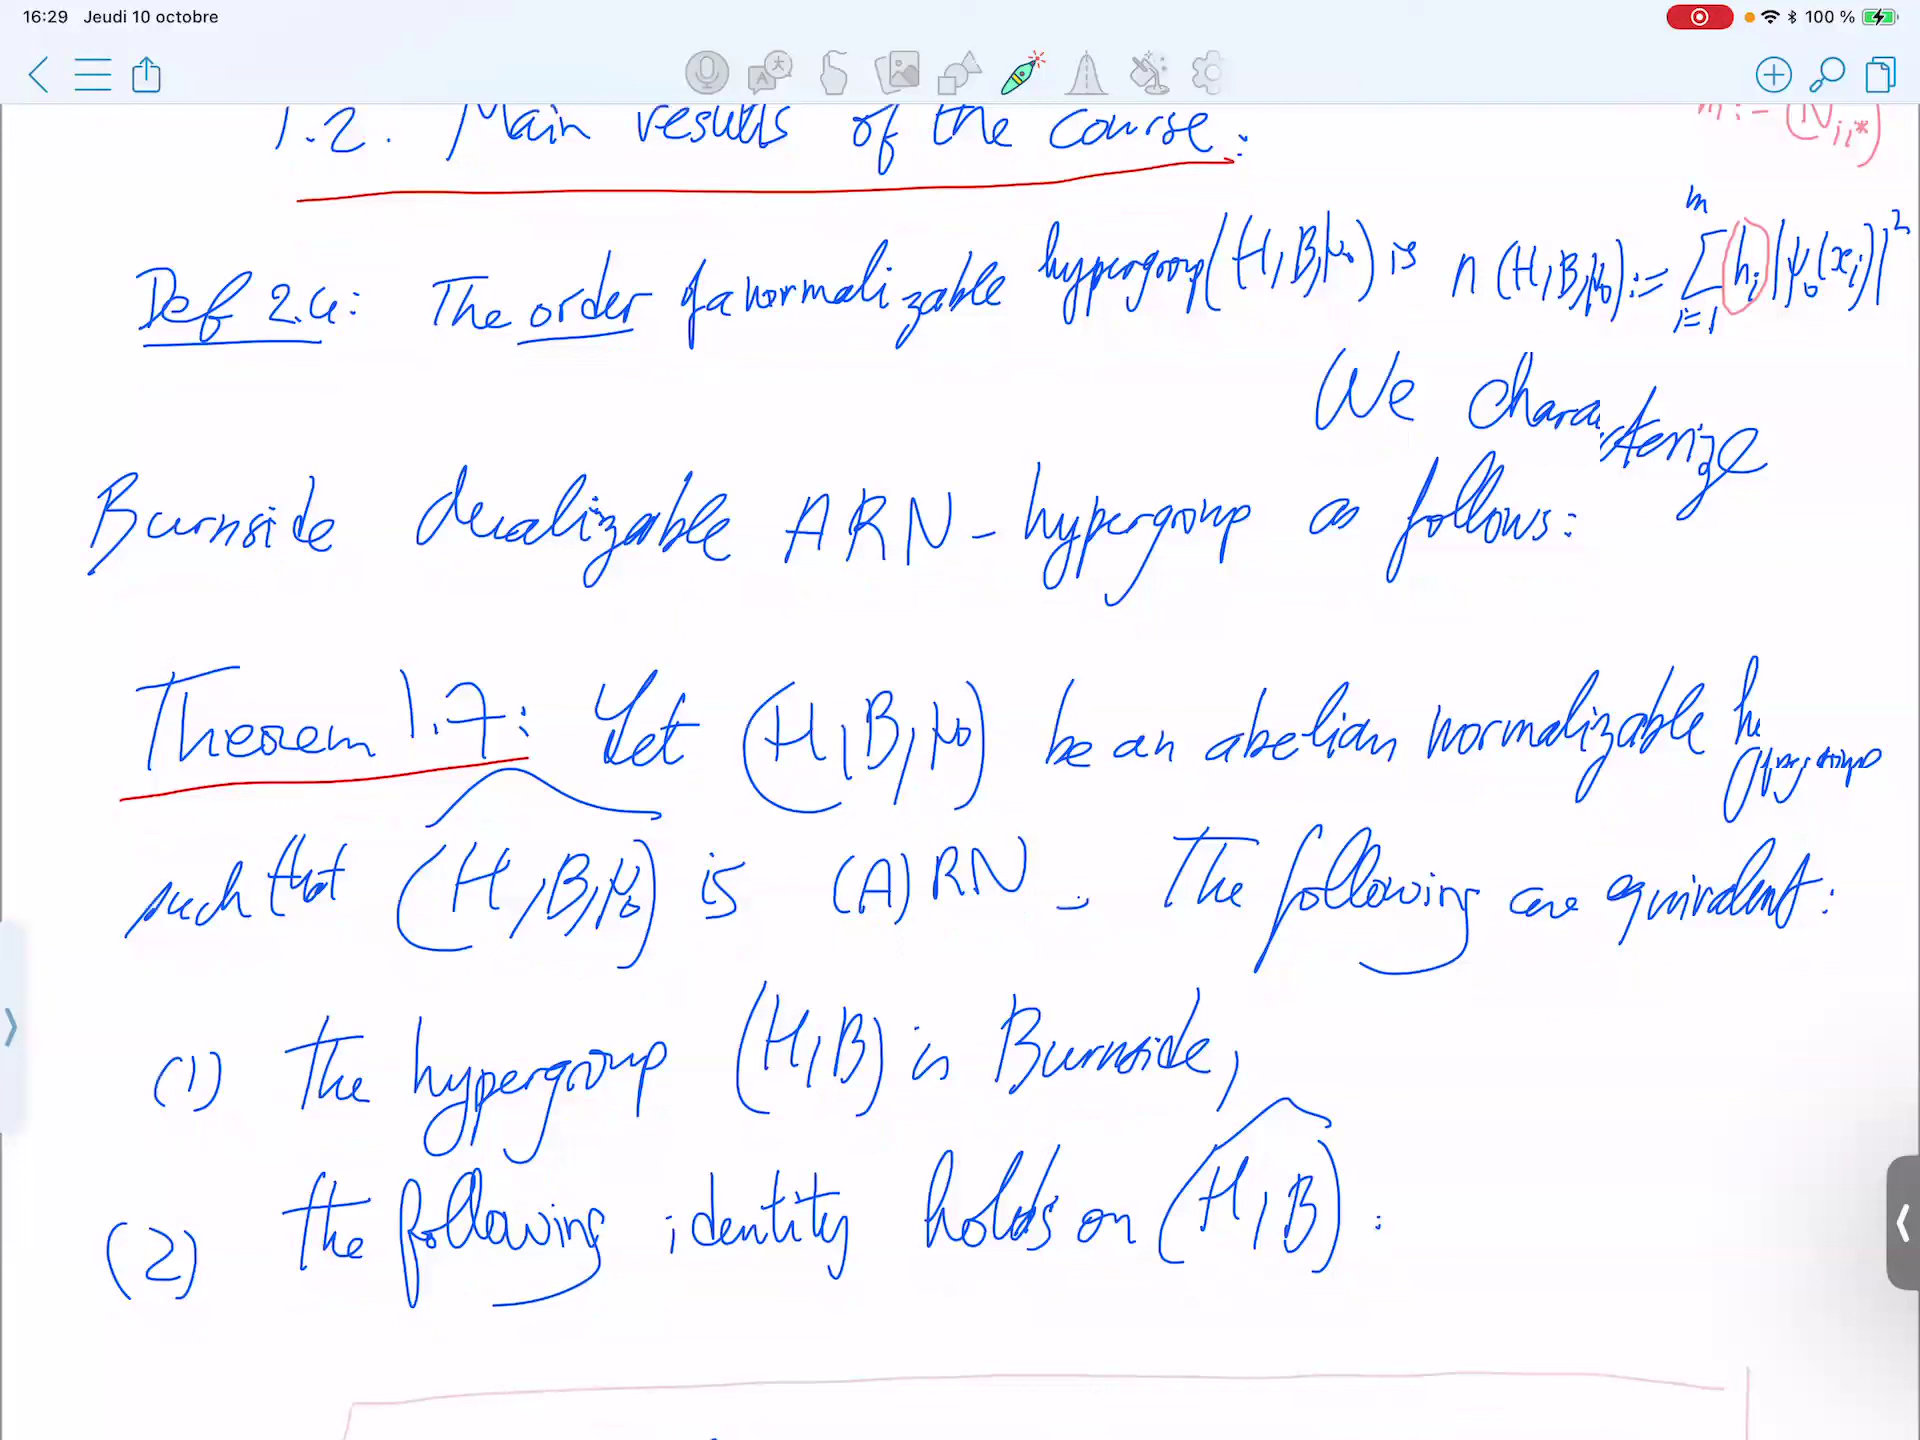 16:29 Jeudi 10 octobre 100 %
1.2. Main results of the course:
Def 2.4: The order of a normalizable hypergroup (H, B, μ₀) is n(H, B, μ₀) := Σ_{i=1}^{m} h_i |μ₀(x_i)|²
We characterize
Burnside dualizable ARN-hypergroup as follows:
Theorem 1.7: Let (H, B, μ₀) be an abelian normalizable hypergroup
such that (H, B, μ₀)^ is (A)RN. The following are equivalent:
(1) the hypergroup (H, B) is Burnside,
(2) the following identity holds on (H, B)^ :